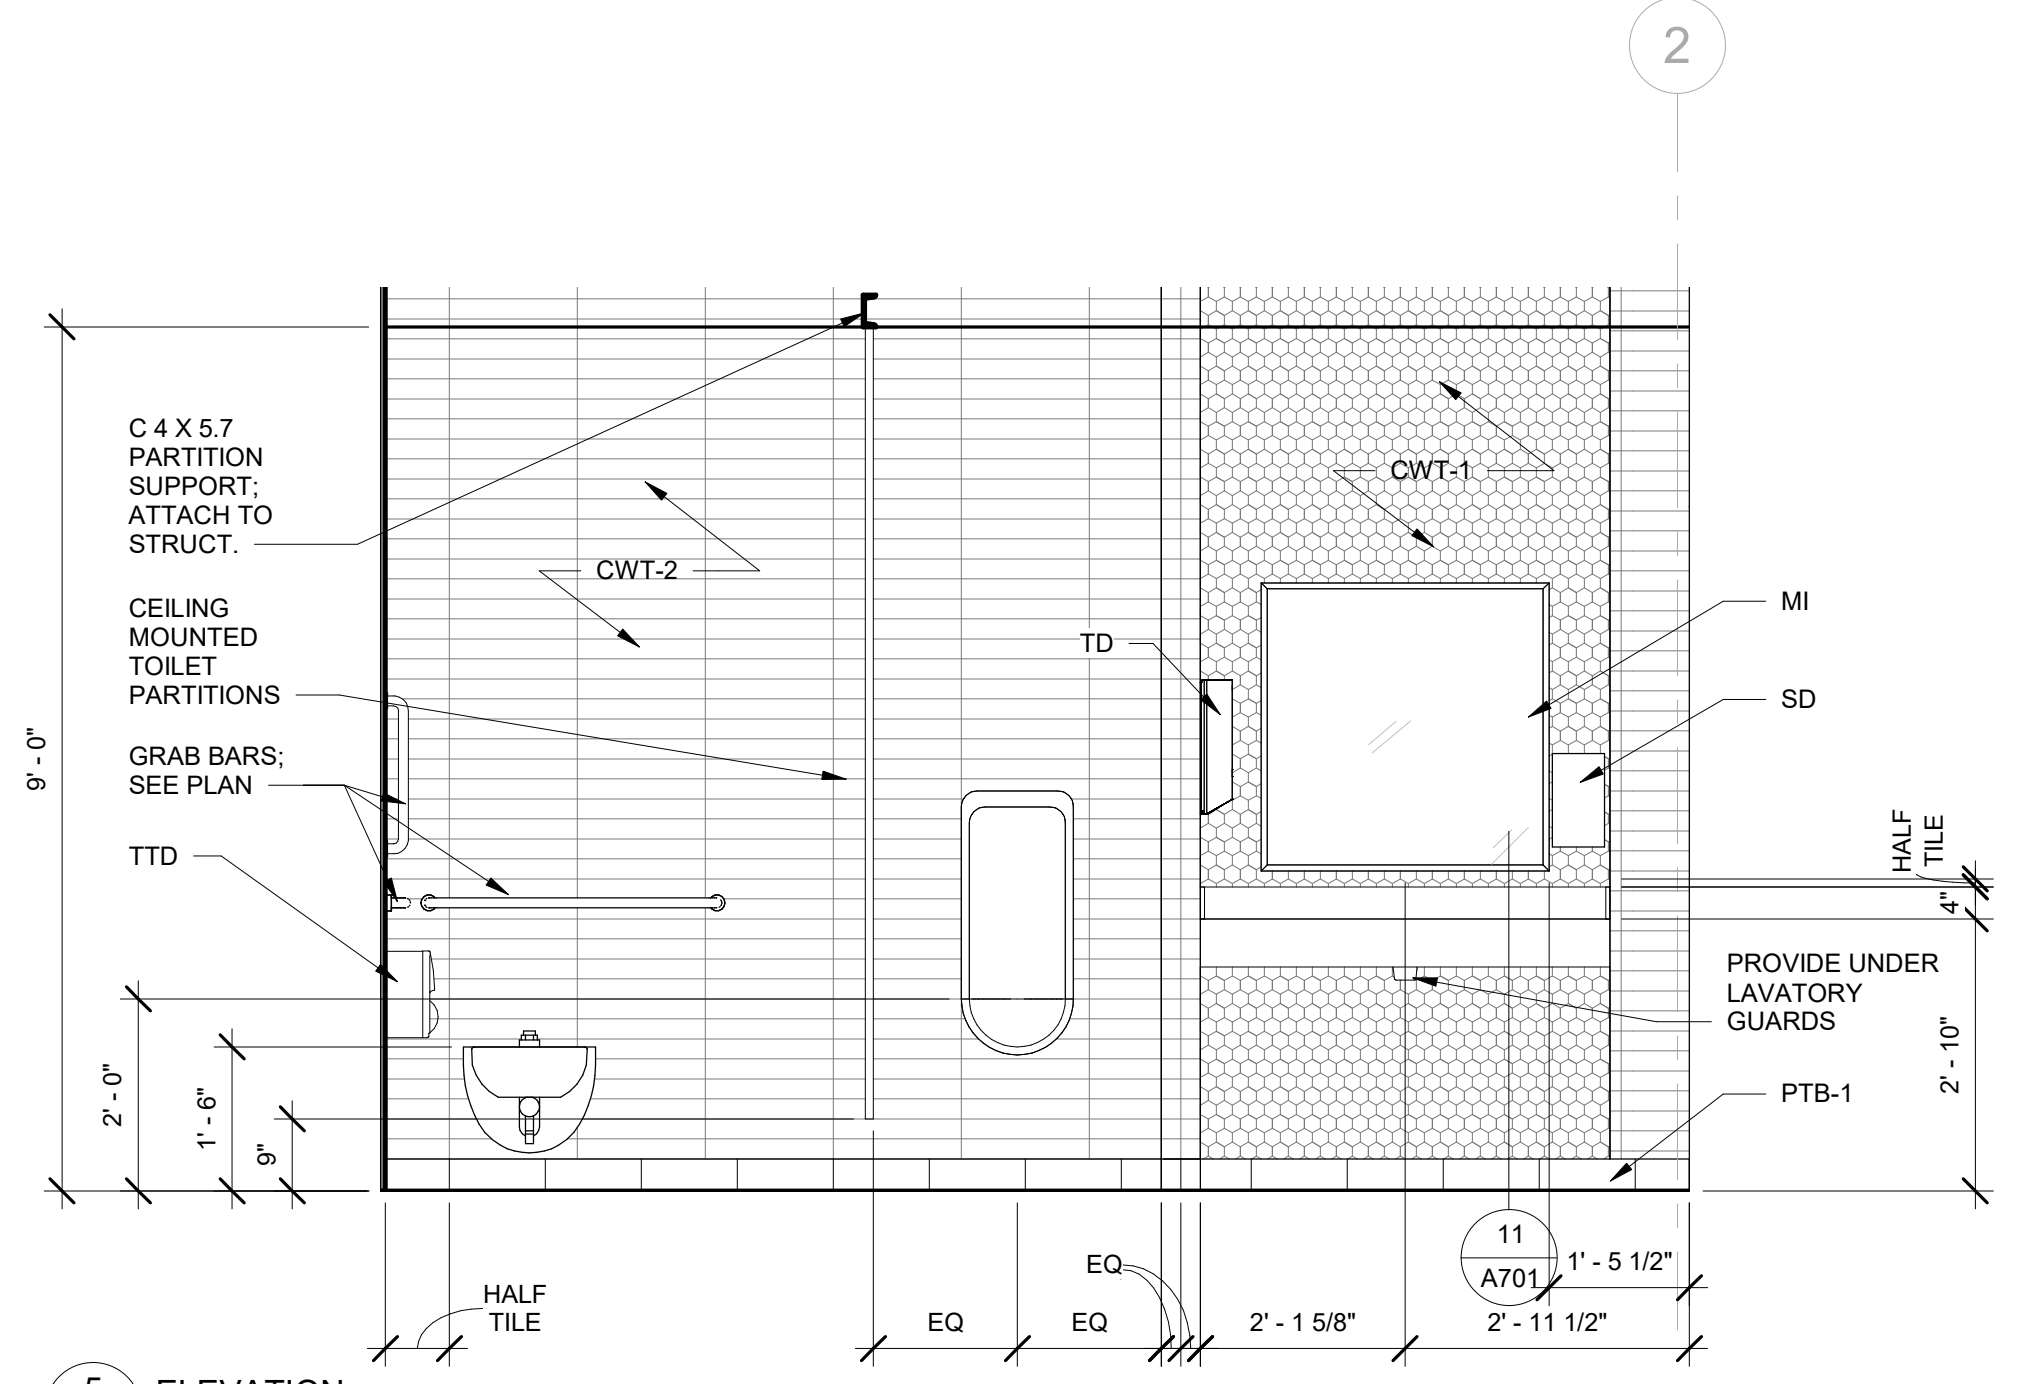 2
C 4 X 5.7
PARTITION
SUPPORT;
ATTACH TO
STRUCT.
CWT-1
CWT-2
CEILING
MOUNTED
TOILET
PARTITIONS
MI
TD
SD
GRAB BARS;
SEE PLAN
9' - 0"
TTD
HALF
TILE
4"
PROVIDE UNDER
LAVATORY
GUARDS
2' - 10"
PTB-1
2' - 0"
1' - 6"
9"
11
A701
1' - 5 1/2"
HALF
TILE
EQ
EQ
EQ
2' - 1 5/8"
2' - 11 1/2"
5
ELEVATION